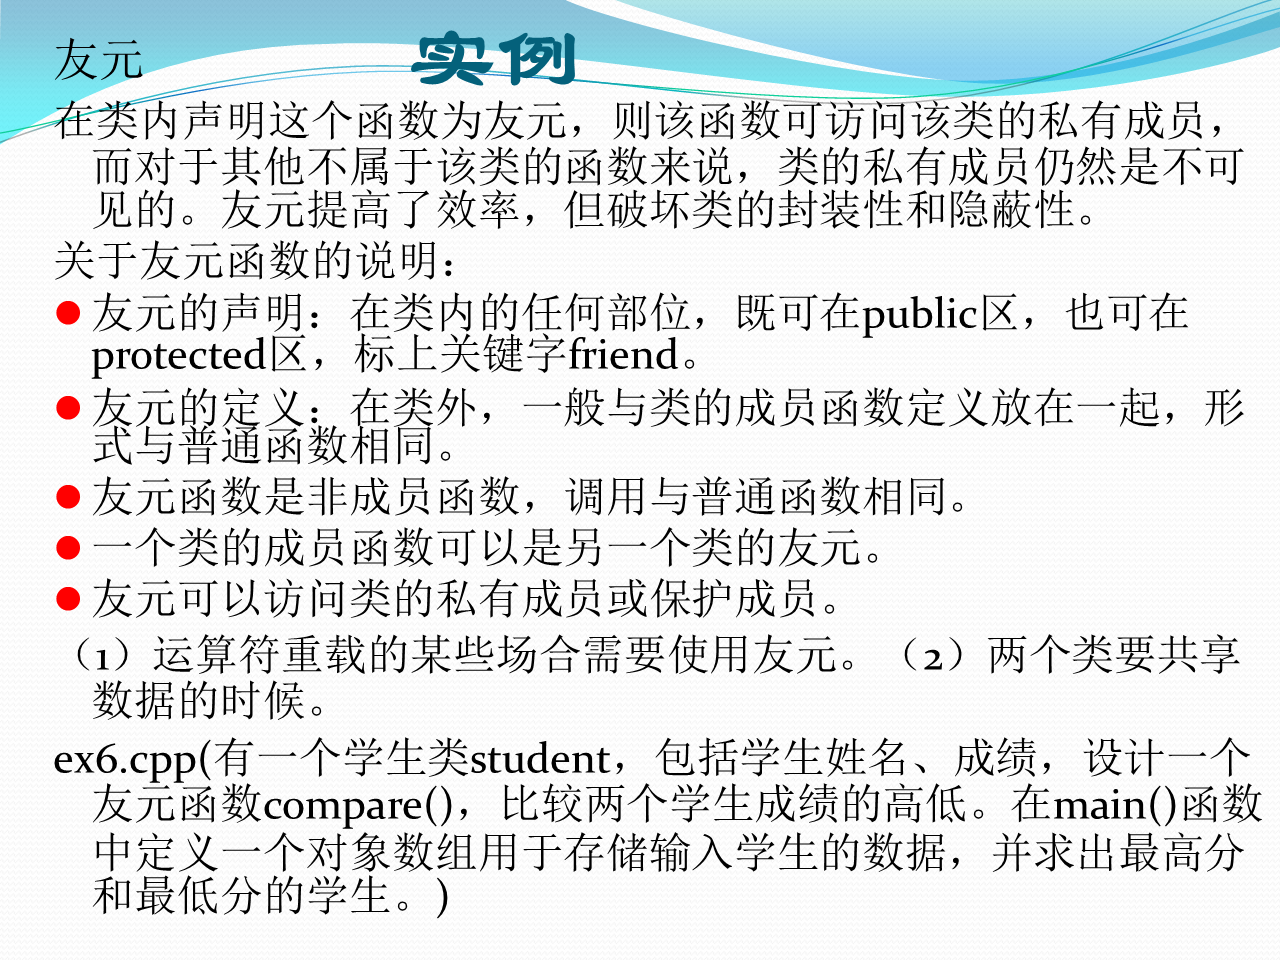 友元
实例
在类内声明这个函数为友元，则该函数可访问该类的私有成员，
而对于其他不属于该类的函数来说，类的私有成员仍然是不可
见的。友元提高了效率，但破坏类的封装性和隐蔽性。
关于友元函数的说明：
友元的声明：在类内的任何部位，既可在public区，也可在
protected区，标上关键字friend。
友元的定义：在类外，一般与类的成员函数定义放在一起，形
式与普通函数相同。
友元函数是非成员函数，调用与普通函数相同。
一个类的成员函数可以是另一个类的友元。
友元可以访问类的私有成员或保护成员。
（1）运算符重载的某些场合需要使用友元。（2）两个类要共享
数据的时候。
ex6.cpp(有一个学生类student，包括学生姓名、成绩，设计一个
友元函数compare()，比较两个学生成绩的高低。在main()函数
中定义一个对象数组用于存储输入学生的数据，并求出最高分
和最低分的学生。)